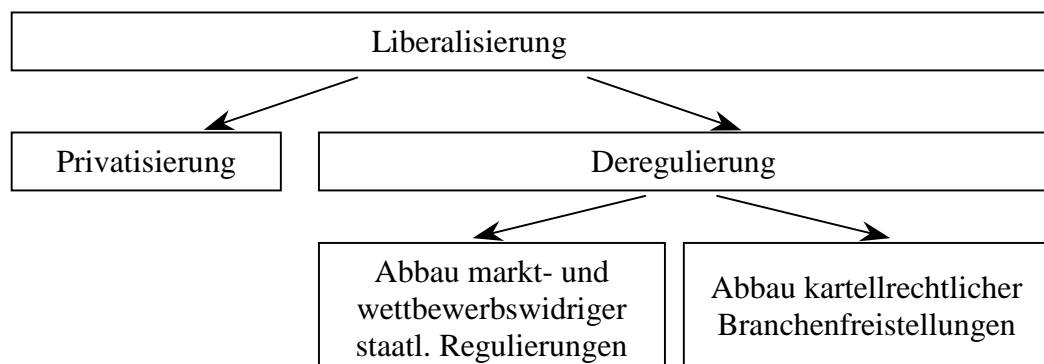 Liberalisierung
Privatisierung
Deregulierung
Abbau markt- und
wettbewerbswidriger
staatl. Regulierungen
Abbau kartellrechtlicher
Branchenfreistellungen